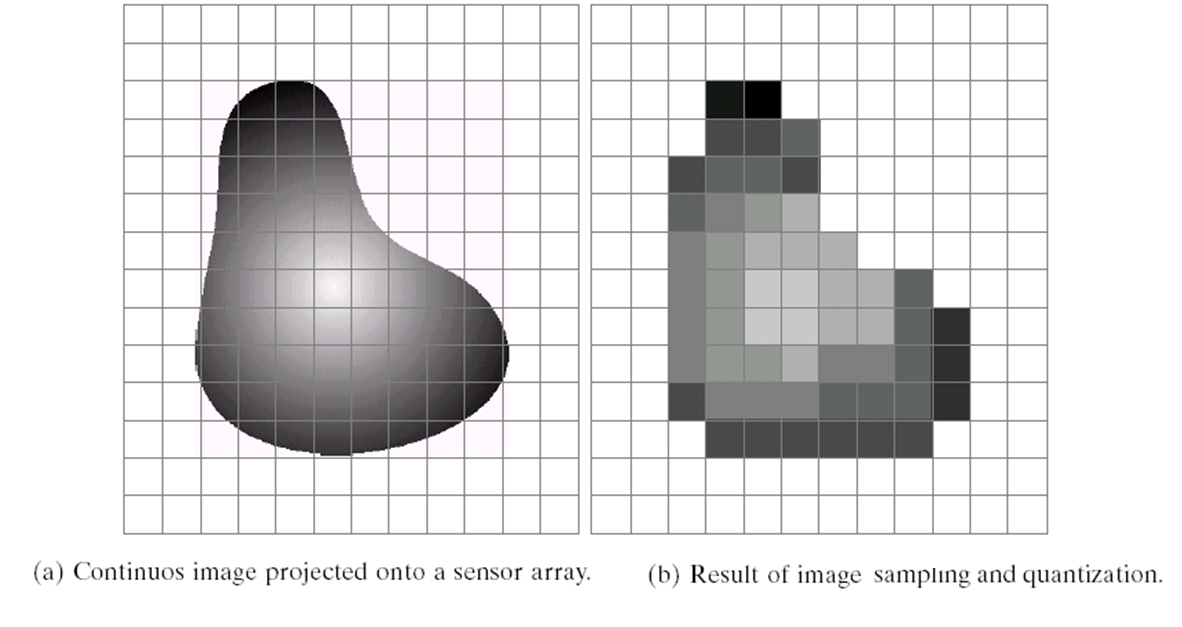 (a) Continuos image projected onto a sensor array.
(b) Result of image sampling and quantization.